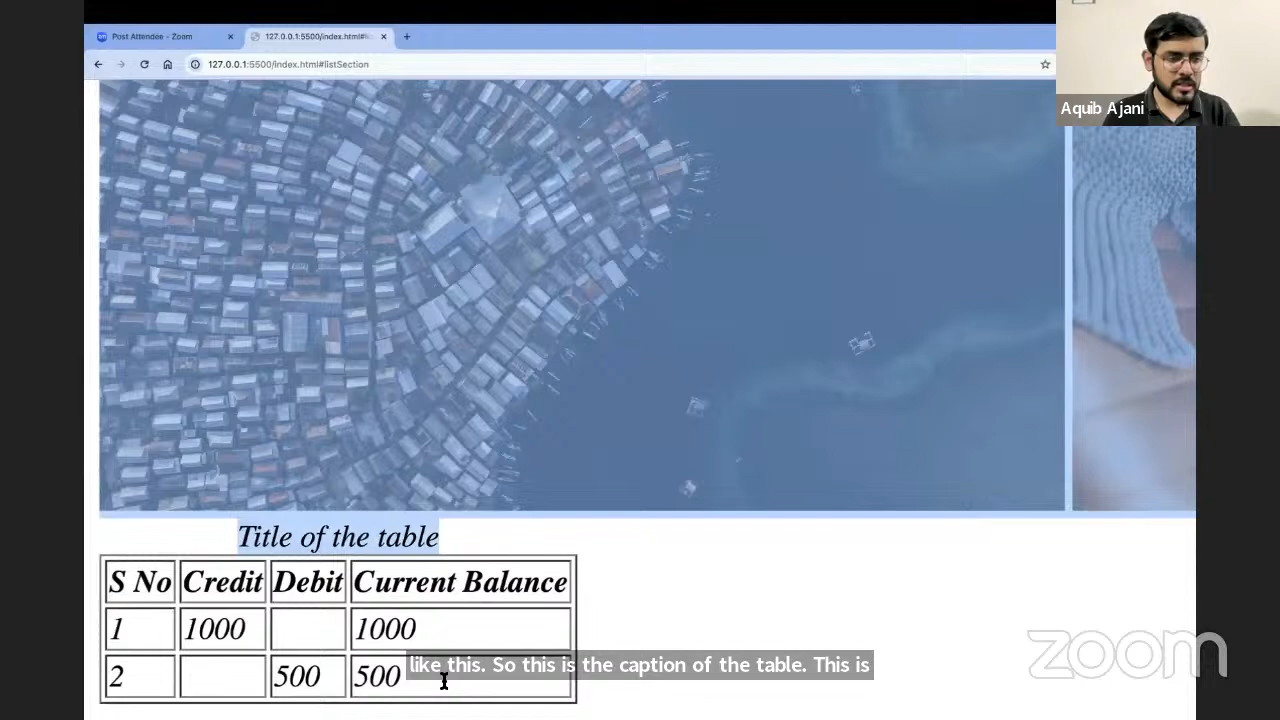 Post Attendee - Zoom
127.0.0.1:5500/index.html#li
127.0.0.1:5500/index.html#listSection
Aquib Ajani
Title of the table
S No Credit Debit Current Balance
1 1000 1000
2 500 500
like this. So this is the caption of the table. This is
zoom